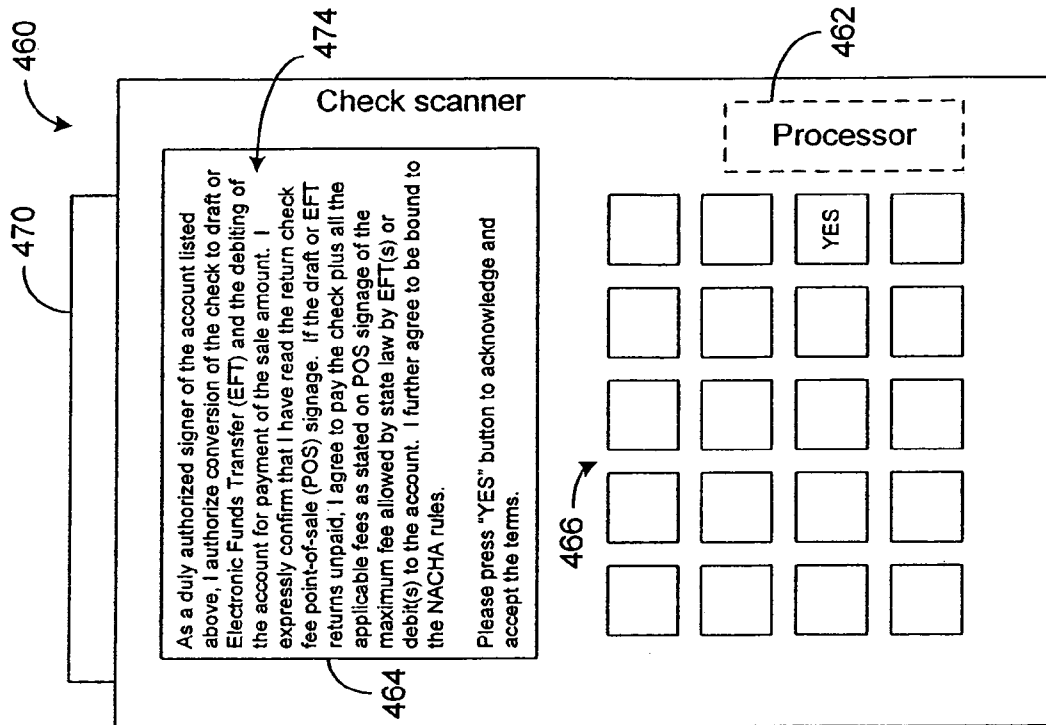 460
470
Check scanner
As a duly authorized signer of the account listed
above, I authorize conversion of the check to draft or
Electronic Funds Transfer (EFT) and the debiting of
the account for payment of the sale amount. I
expressly confirm that I have read the return check
fee point-of-sale (POS) signage. If the draft or EFT
returns unpaid, I agree to pay the check plus all the
applicable fees as stated on POS signage of the
maximum fee allowed by state law by EFT(s) or
debit(s) to the account. I further agree to be bound to
the NACHA rules.
Please press "YES" button to acknowledge and
accept the terms.
474
464
466
YES
Processor
462